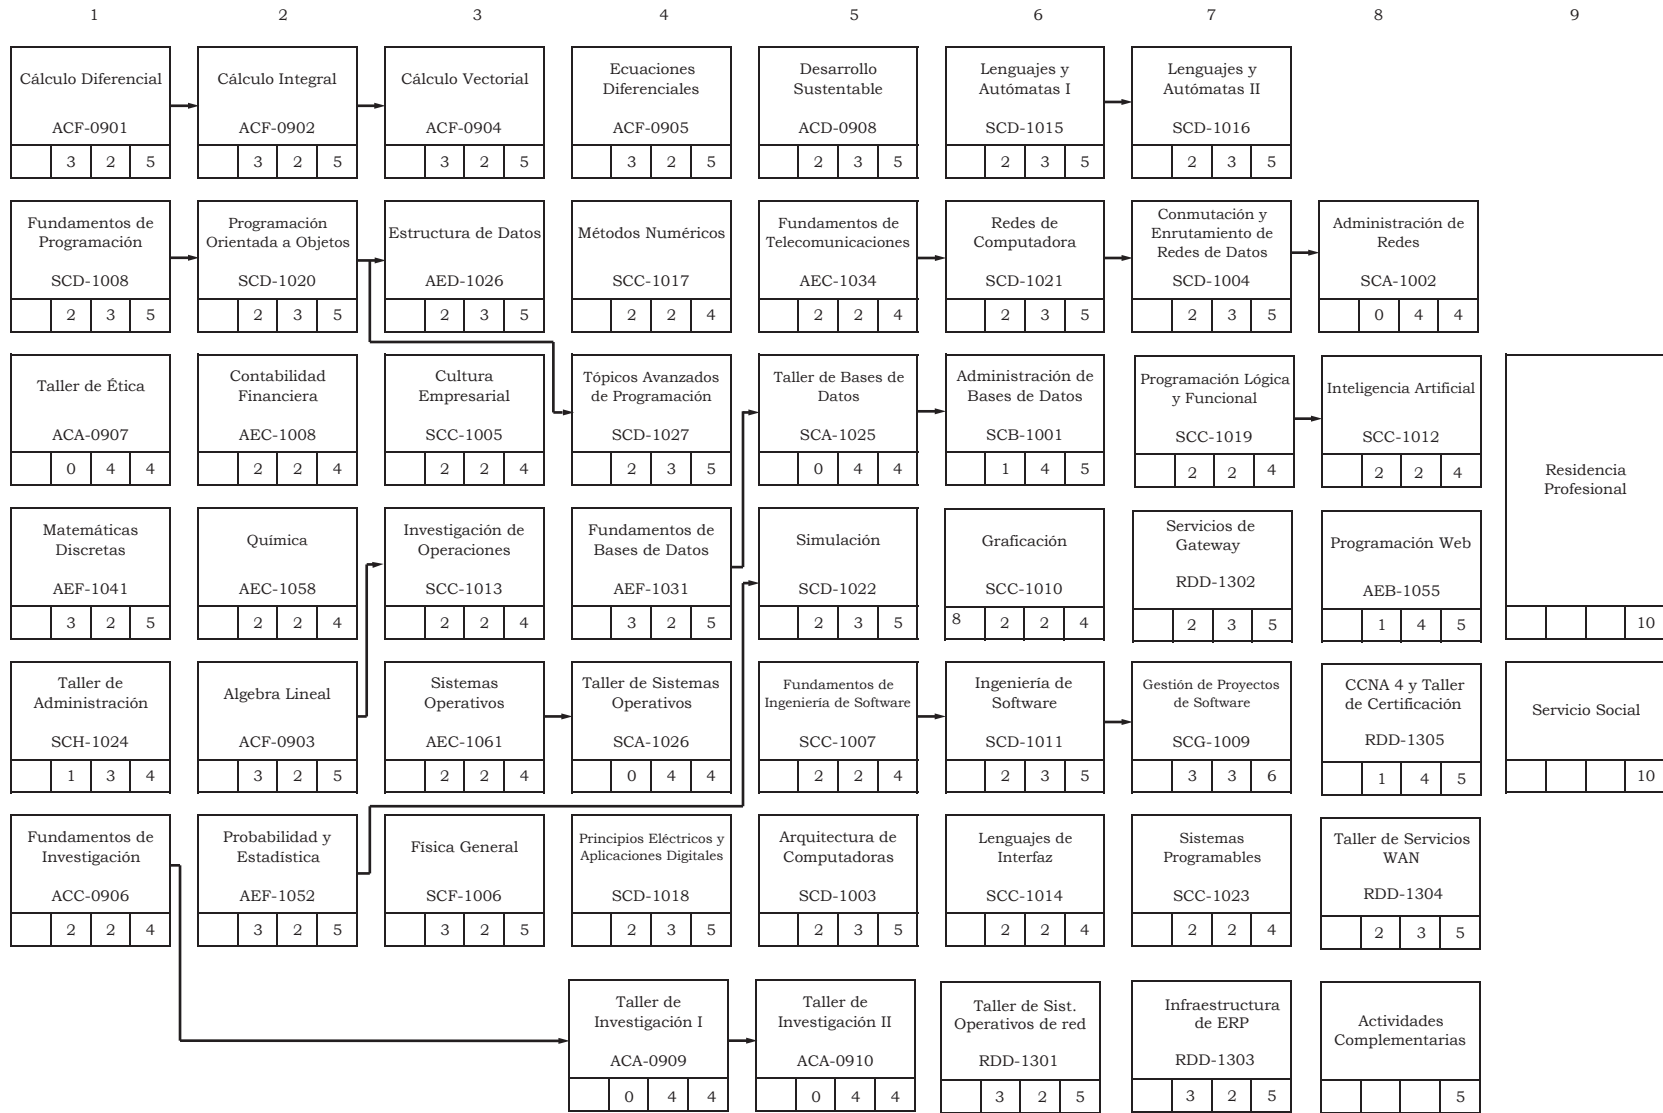 1 2 3 4 5 6 7 8 9
Cálculo Diferencial
ACF-0901
3 2 5
Cálculo Integral
ACF-0902
3 2 5
Cálculo Vectorial
ACF-0904
3 2 5
Ecuaciones
Diferenciales
ACF-0905
3 2 5
Desarrollo
Sustentable
ACD-0908
2 3 5
Lenguajes y
Autómatas I
SCD-1015
2 3 5
Lenguajes y
Autómatas II
SCD-1016
2 3 5
Fundamentos de
Programación
SCD-1008
2 3 5
Programación
Orientada a Objetos
SCD-1020
2 3 5
Estructura de Datos
AED-1026
2 3 5
Métodos Numéricos
SCC-1017
2 2 4
Fundamentos de
Telecomunicaciones
AEC-1034
2 2 4
Redes de
Computadora
SCD-1021
2 3 5
Conmutación y
Enrutamiento de
Redes de Datos
SCD-1004
2 3 5
Administración de
Redes
SCA-1002
0 4 4
Taller de Ética
ACA-0907
0 4 4
Contabilidad
Financiera
AEC-1008
2 2 4
Cultura
Empresarial
SCC-1005
2 2 4
Tópicos Avanzados
de Programación
SCD-1027
2 3 5
Taller de Bases de
Datos
SCA-1025
0 4 4
Administración de
Bases de Datos
SCB-1001
1 4 5
Programación Lógica
y Funcional
SCC-1019
2 2 4
Inteligencia Artificial
SCC-1012
2 2 4
Residencia
Profesional
10
Matemáticas
Discretas
AEF-1041
3 2 5
Química
AEC-1058
2 2 4
Investigación de
Operaciones
SCC-1013
2 2 4
Fundamentos de
Bases de Datos
AEF-1031
3 2 5
Simulación
SCD-1022
2 3 5
Graficación
SCC-1010
8 2 2 4
Servicios de
Gateway
RDD-1302
2 3 5
Programación Web
AEB-1055
1 4 5
Taller de
Administración
SCH-1024
1 3 4
Algebra Lineal
ACF-0903
3 2 5
Sistemas
Operativos
AEC-1061
2 2 4
Taller de Sistemas
Operativos
SCA-1026
0 4 4
Fundamentos de
Ingeniería de Software
SCC-1007
2 2 4
Ingeniería de
Software
SCD-1011
2 3 5
Gestión de Proyectos
de Software
SCG-1009
3 3 6
CCNA 4 y Taller
de Certificación
RDD-1305
1 4 5
Servicio Social
10
Fundamentos de
Investigación
ACC-0906
2 2 4
Probabilidad y
Estadística
AEF-1052
3 2 5
Física General
SCF-1006
3 2 5
Principios Eléctricos y
Aplicaciones Digitales
SCD-1018
2 3 5
Arquitectura de
Computadoras
SCD-1003
2 3 5
Lenguajes de
Interfaz
SCC-1014
2 2 4
Sistemas
Programables
SCC-1023
2 2 4
Taller de Servicios
WAN
RDD-1304
2 3 5
Taller de
Investigación I
ACA-0909
0 4 4
Taller de
Investigación II
ACA-0910
0 4 4
Taller de Sist.
Operativos de red
RDD-1301
3 2 5
Infraestructura
de ERP
RDD-1303
3 2 5
Actividades
Complementarias
5